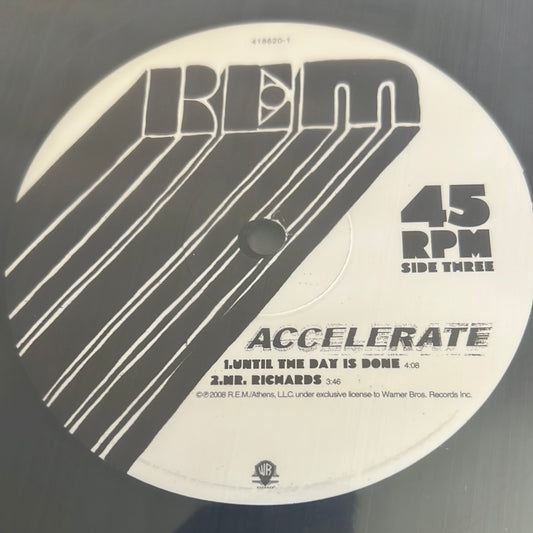 418620-1
REM
45
RPM
SIDE THREE
ACCELERATE
1.UNTIL THE DAY IS DONE 4:08
2.MR. RICHARDS 3:46
©℗2008 R.E.M./Athens, L.L.C. under exclusive license to Warner Bros. Records Inc.
WB